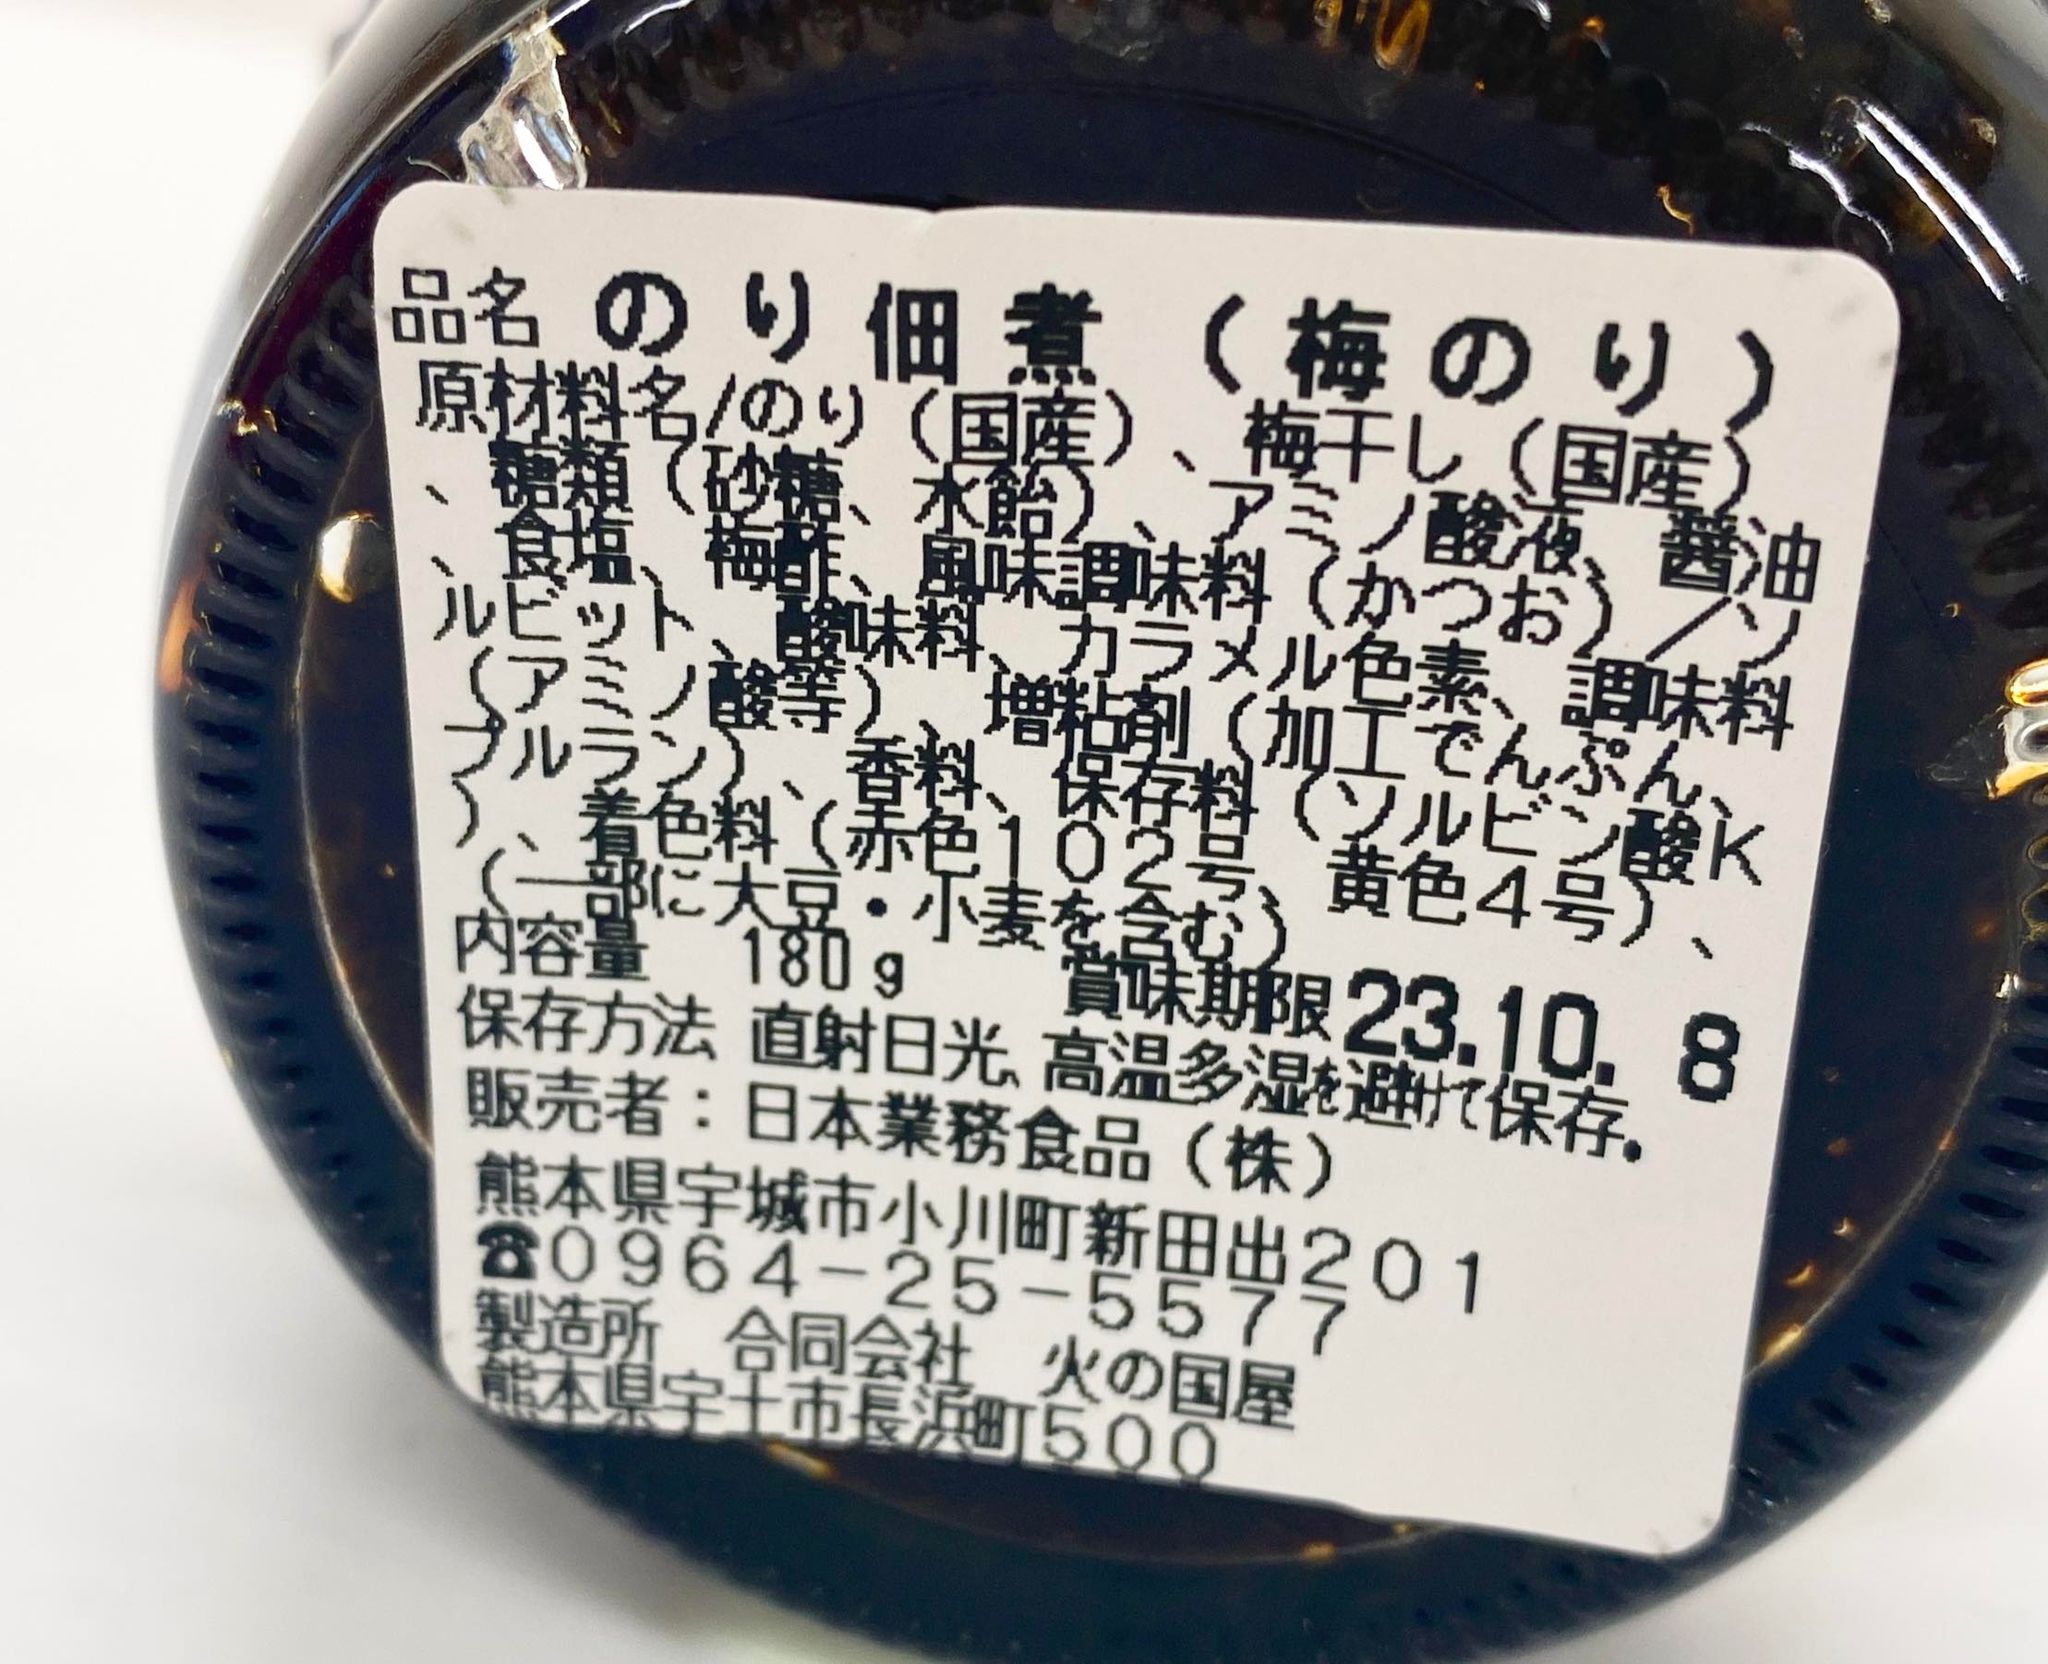 品名 のり佃煮（梅のり）
原材料名/のり（国産）、梅干し（国産）
、糖類（砂糖、水飴）、アミノ酸液、醤油
、食塩、梅酢、風味調味料（かつお）／ソ
ルビット、酸味料、カラメル色素、調味料
（アミノ酸等）、増粘剤（加工でんぷん、
プルラン）、香料、保存料（ソルビン酸K
）、着色料（赤色102号、黄色4号）、
（一部に大豆・小麦を含む）
内容量 180g 賞味期限 23.10. 8
保存方法 直射日光、高温多湿を避けて保存.
販売者：日本業務食品（株）
熊本県宇城市小川町新田出201
☎0964-25-5577
製造所 合同会社 火の国屋
熊本県宇土市長浜町500